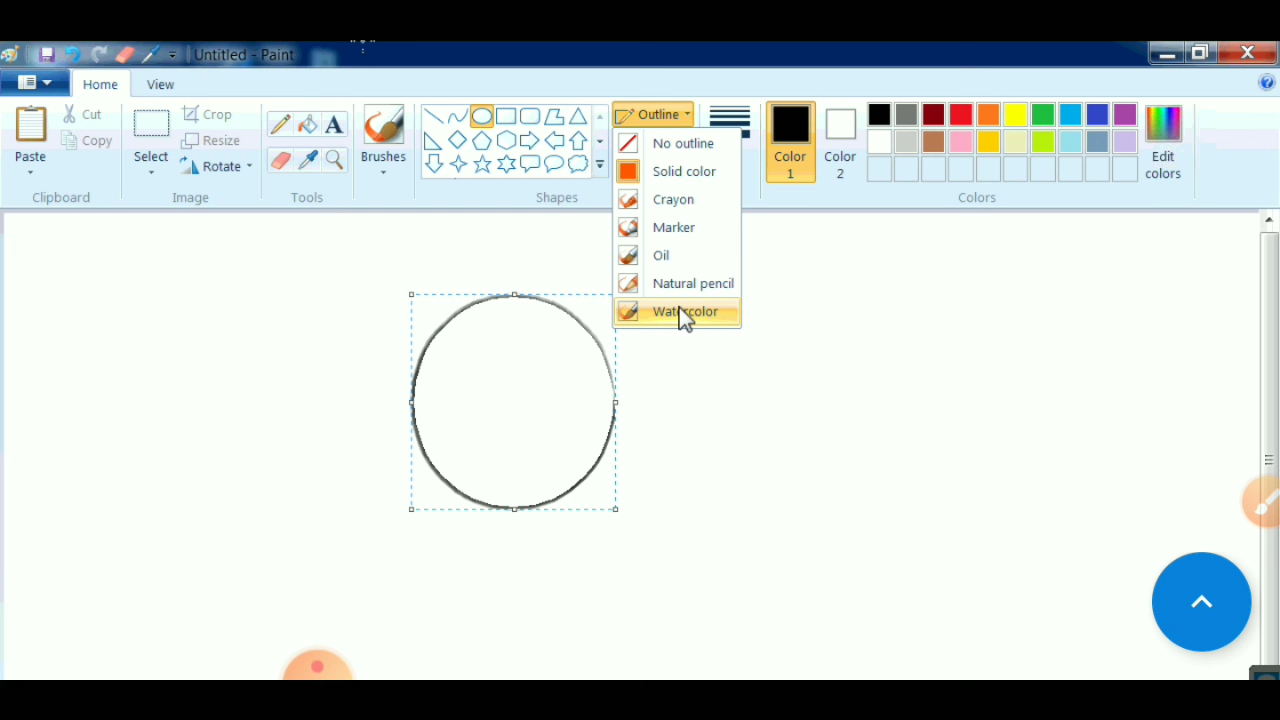 Untitled - Paint
Home View
Cut
Copy
Paste
Clipboard
Select
Crop
Resize
Rotate
Image
A
Tools
Brushes
Shapes
Outline
No outline
Solid color
Crayon
Marker
Oil
Natural pencil
Watercolor
Color 1
Color 2
Edit colors
Colors